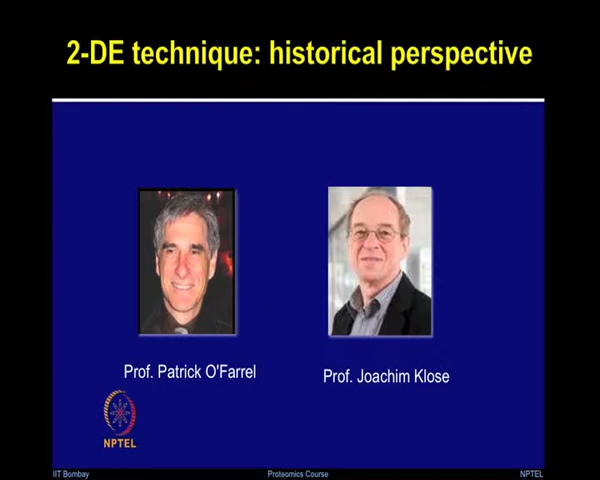 2-DE technique: historical perspective
Prof. Patrick O'Farrel
Prof. Joachim Klose
NPTEL
IIT Bombay
Proteomics Course
NPTEL